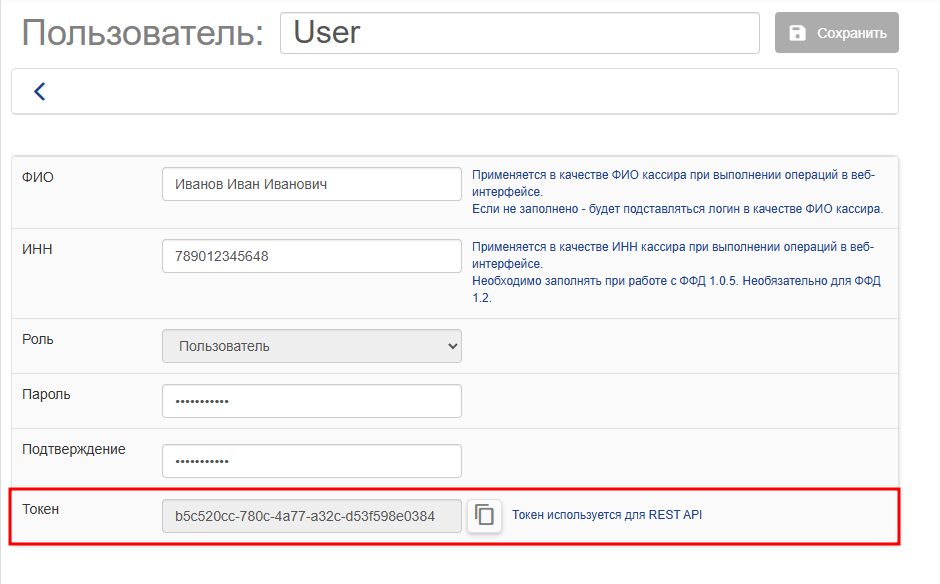 Пользователь: User Сохранить
ФИО Иванов Иван Иванович Применяется в качестве ФИО кассира при выполнении операций в веб-
интерфейсе.
Если не заполнено - будет подставляться логин в качестве ФИО кассира.
ИНН 789012345648 Применяется в качестве ИНН кассира при выполнении операций в веб-
интерфейсе.
Необходимо заполнять при работе с ФФД 1.0.5. Необязательно для ФФД
1.2.
Роль Пользователь
Пароль •••••••••••
Подтверждение •••••••••••
Токен b5c520cc-780c-4a77-a32c-d53f598e0384 Токен используется для REST API